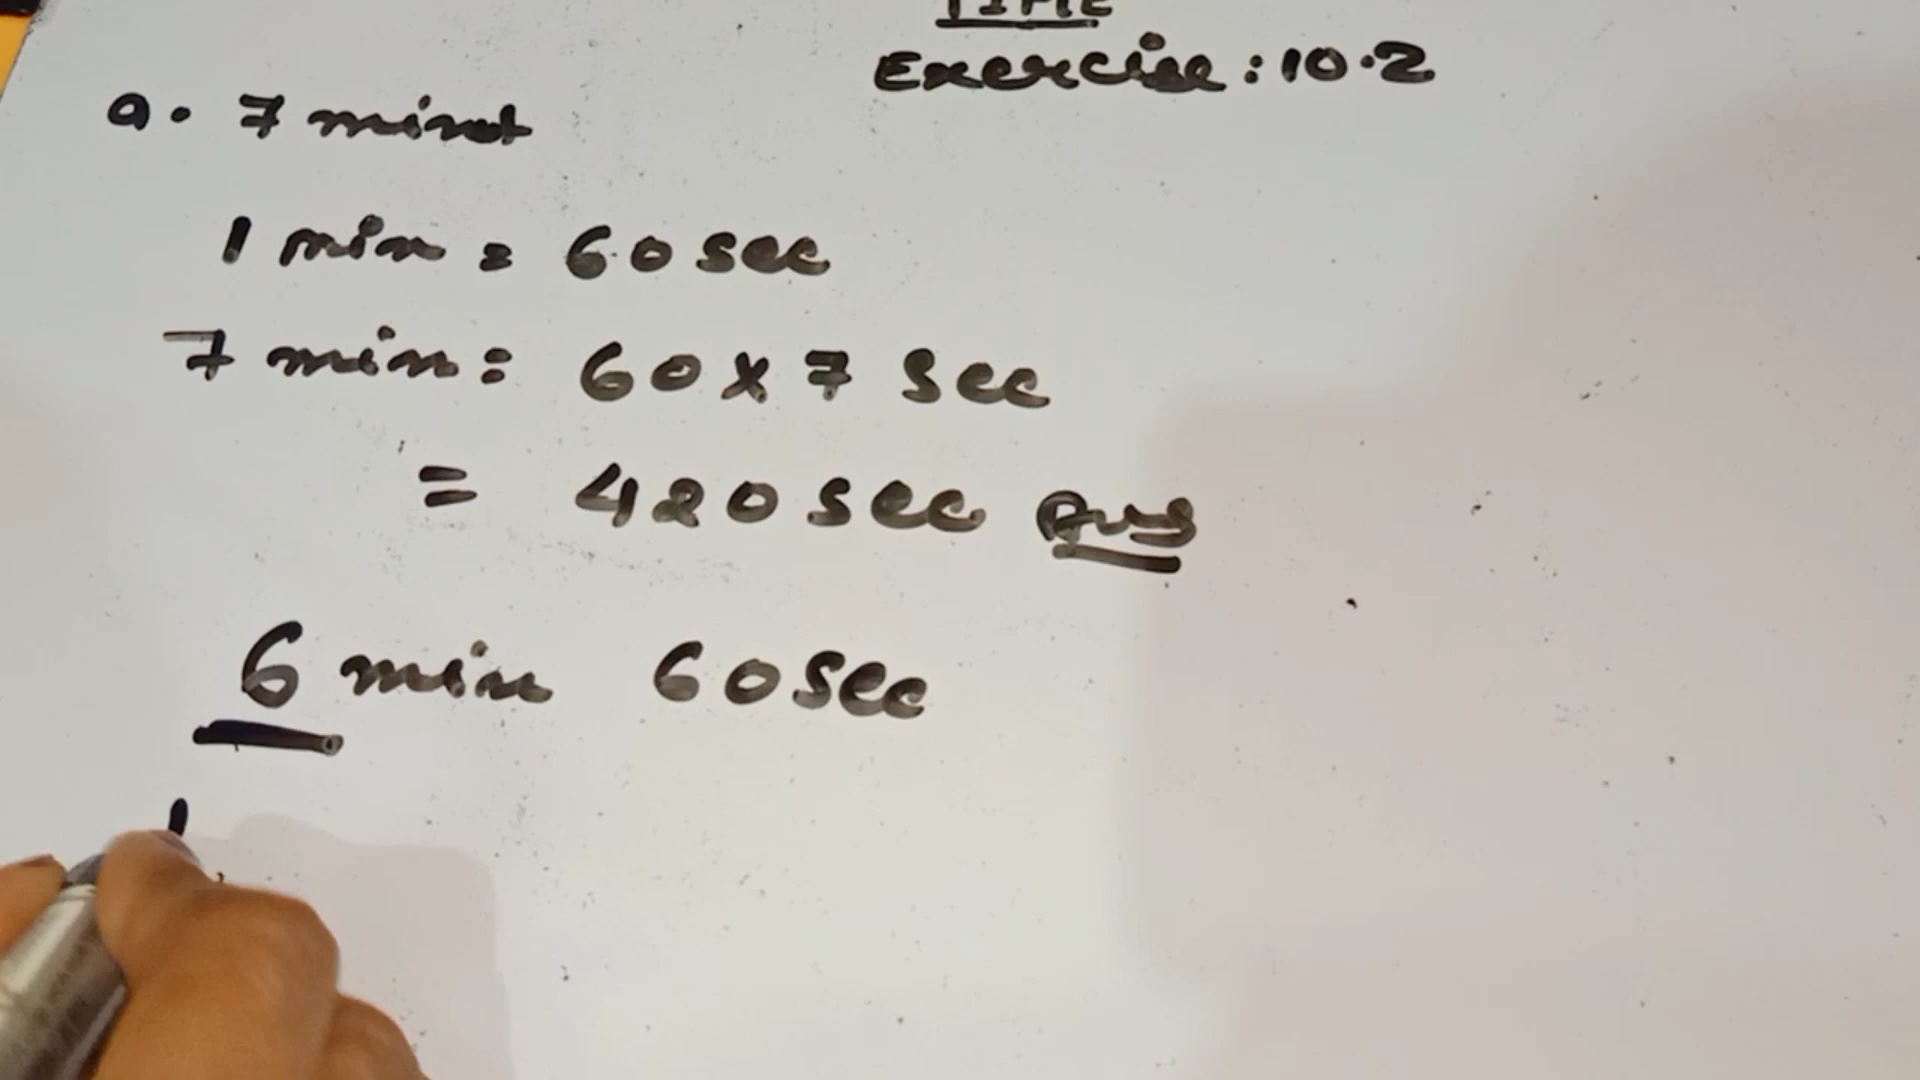 TIME
Exercise : 10.2
a. 7 minut
1 min = 60 sec
7 min = 60 x 7 sec
= 420 sec Ans
6 min 60 sec